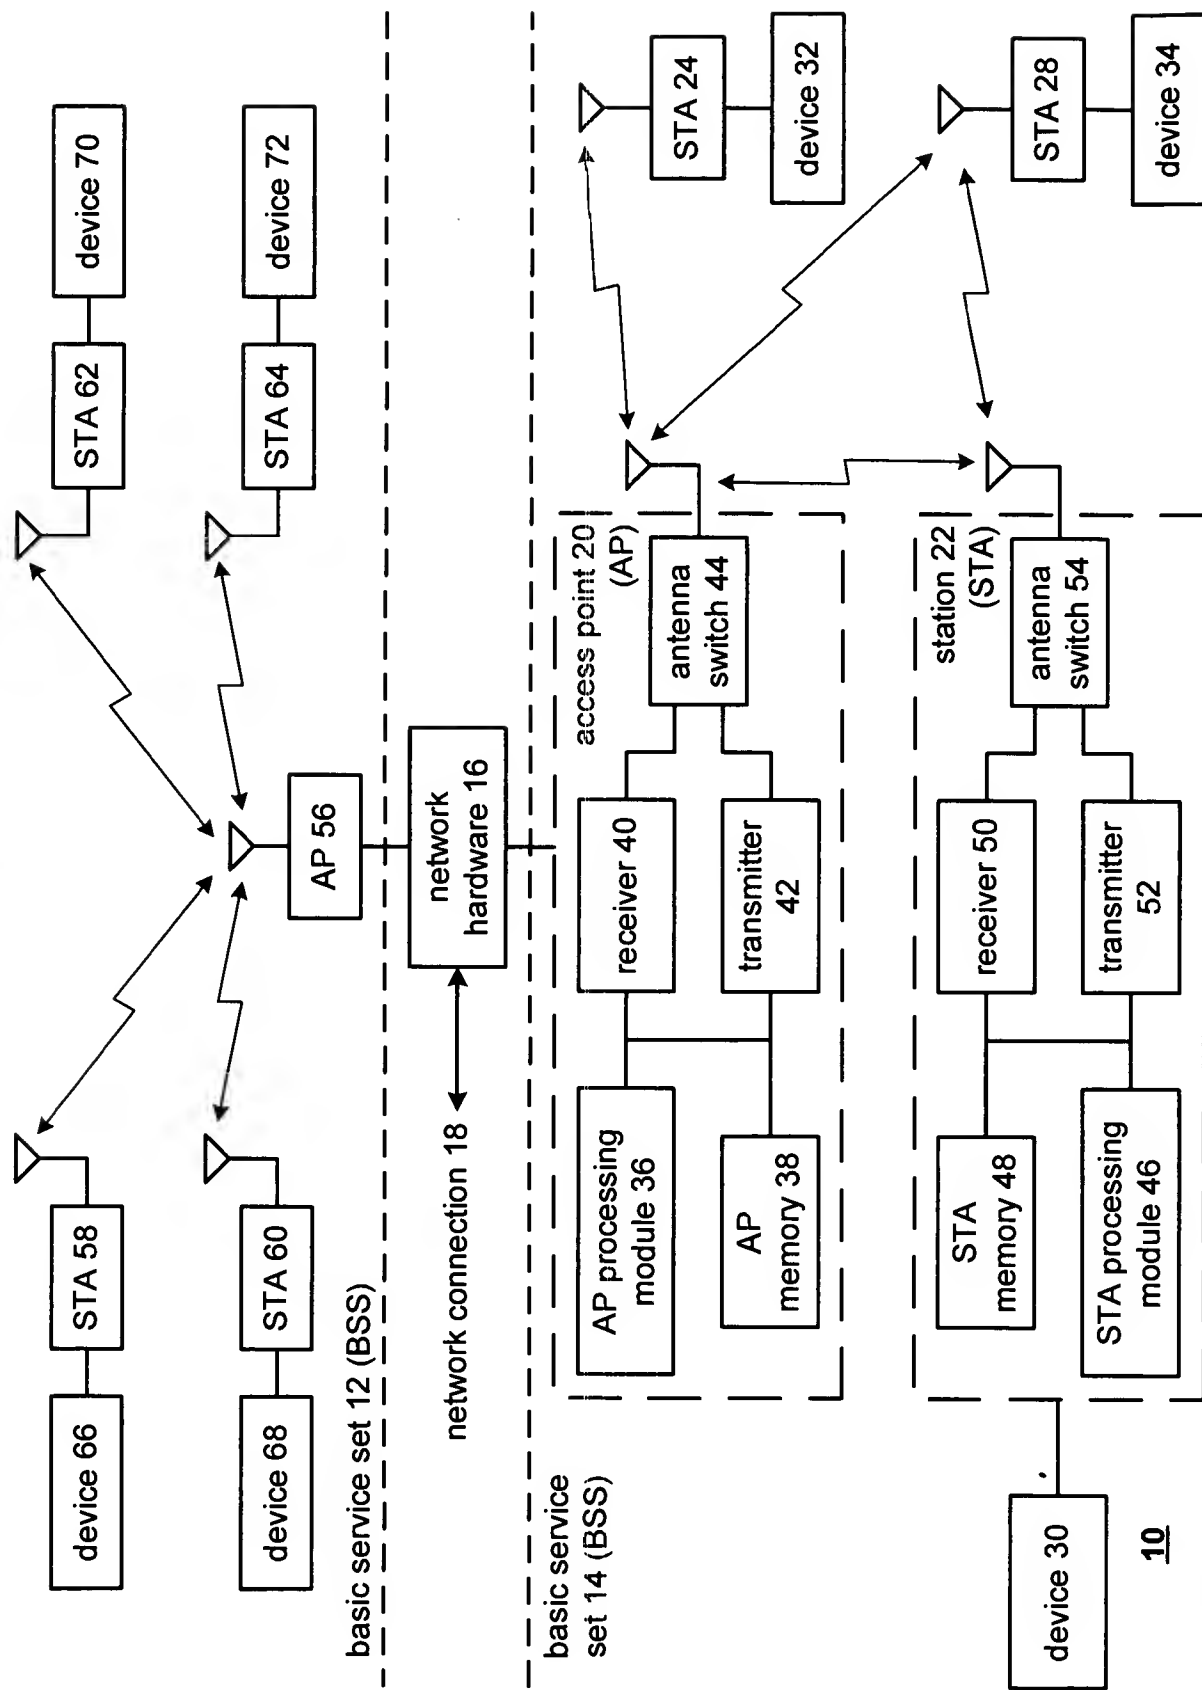 device 66
STA 58
STA 62
device 70
device 68
STA 60
STA 64
device 72
AP 56
basic service set 12 (BSS)
network connection 18
network
hardware 16
basic service
set 14 (BSS)
access point 20
(AP)
AP processing
module 36
receiver 40
antenna
switch 44
AP
memory 38
transmitter
42
STA 24
device 32
station 22
(STA)
STA
memory 48
receiver 50
antenna
switch 54
STA processing
module 46
transmitter
52
STA 28
device 34
device 30
10